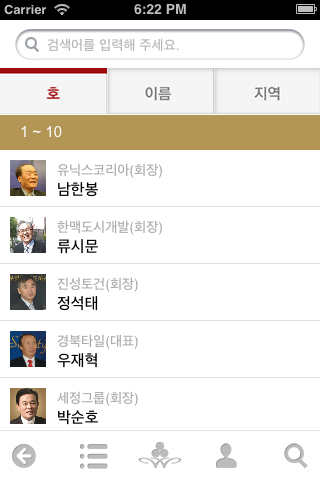 Carrier 6:22 PM
검색어를 입력해 주세요.
호 이름 지역
1 ~ 10
유닉스코리아(회장)
남한봉
한맥도시개발(회장)
류시문
진성토건(회장)
정석태
경북타일(대표)
우재혁
세정그룹(회장)
박순호